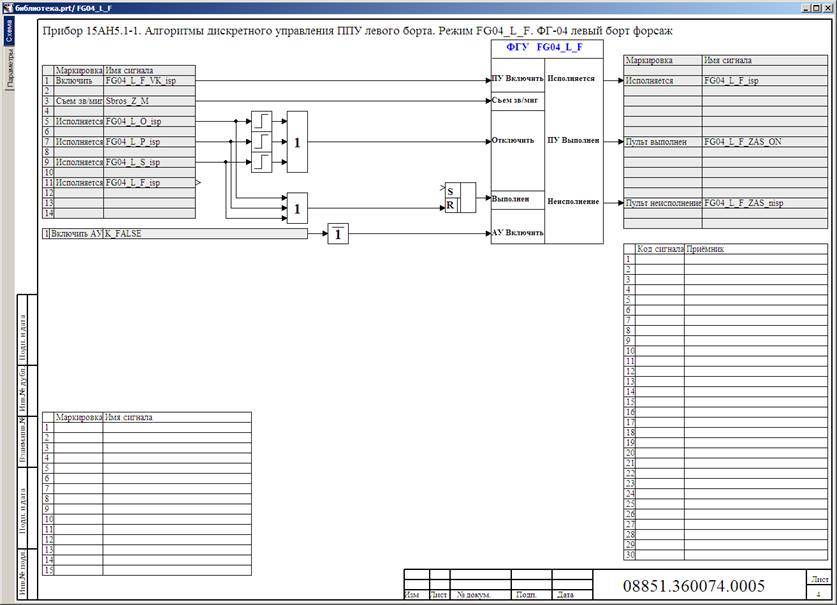 библиотека.prt/ FG04_L_F
Схема
Параметры
Прибор 15АН5.1-1. Алгоритмы дискретного управления ППУ левого борта. Режим FG04_L_F. ФГ-04 левый борт форсаж
Маркировка Имя сигнала
1 Включить FG04_L_F_VK_isp
2
3 Съем зв/миг Sbros_Z_M
4
5 Исполняется FG04_L_O_isp
6
7 Исполняется FG04_L_P_isp
8
9 Исполняется FG04_L_S_isp
10
11 Исполняется FG04_L_F_isp
12
13
14
1 Включить АУ K_FALSE
1
1
1
S
R
ФГУ FG04_L_F
ПУ Включить Исполняется
Съем зв/миг
Отключить ПУ Выполнен
Выполнен Неисполнение
АУ Включить
Маркировка Имя сигнала
Исполняется FG04_L_F_isp
Пульт выполнен FG04_L_F_ZAS_ON
Пульт неисполнение FG04_L_F_ZAS_nisp
Код сигнала Приёмник
1
2
3
4
5
6
7
8
9
10
11
12
13
14
15
16
17
18
19
20
21
22
23
24
25
26
27
28
29
30
Маркировка Имя сигнала
1
2
3
4
5
6
7
8
9
10
11
12
13
14
15
Подп. и дата
Инв.№ дубл.
Взаимн.инв.№
Подп. и дата
Инв.№ подл.
Изм Лист № докум. Подп. Дата
08851.360074.0005
Лист
4